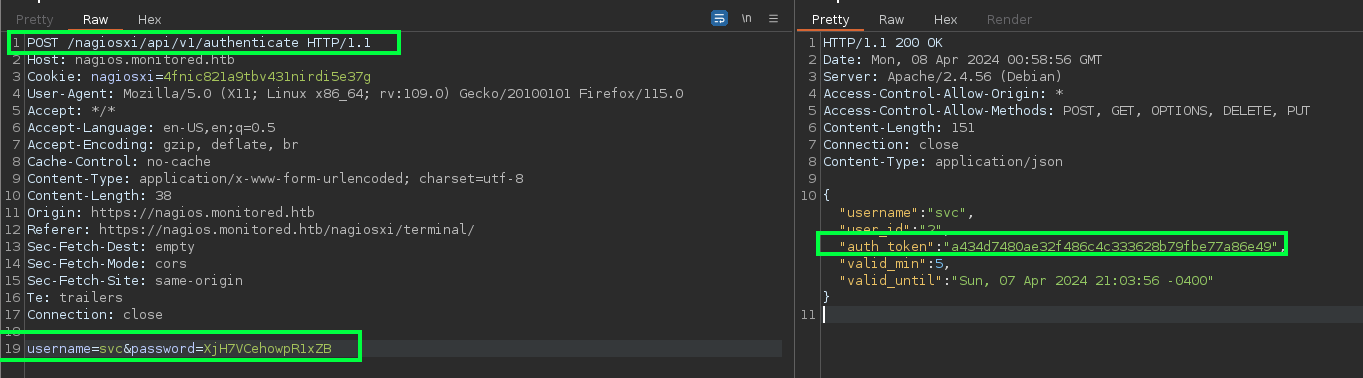 Pretty Raw Hex \n
1 POST /nagiosxi/api/v1/authenticate HTTP/1.1
2 Host: nagios.monitored.htb
3 Cookie: nagiosxi=4fnic821a9tbv431nirdi5e37g
4 User-Agent: Mozilla/5.0 (X11; Linux x86_64; rv:109.0) Gecko/20100101 Firefox/115.0
5 Accept: */*
6 Accept-Language: en-US,en;q=0.5
7 Accept-Encoding: gzip, deflate, br
8 Cache-Control: no-cache
9 Content-Type: application/x-www-form-urlencoded; charset=utf-8
10 Content-Length: 38
11 Origin: https://nagios.monitored.htb
12 Referer: https://nagios.monitored.htb/nagiosxi/terminal/
13 Sec-Fetch-Dest: empty
14 Sec-Fetch-Mode: cors
15 Sec-Fetch-Site: same-origin
16 Te: trailers
17 Connection: close
18
19 username=svc&password=XjH7VCehowpR1xZB
Pretty Raw Hex Render
1 HTTP/1.1 200 OK
2 Date: Mon, 08 Apr 2024 00:58:56 GMT
3 Server: Apache/2.4.56 (Debian)
4 Access-Control-Allow-Origin: *
5 Access-Control-Allow-Methods: POST, GET, OPTIONS, DELETE, PUT
6 Content-Length: 151
7 Connection: close
8 Content-Type: application/json
9
10 {
"username":"svc",
"user_id":"2",
"auth_token":"a434d7480ae32f486c4c333628b79fbe77a86e49",
"valid_min":5,
"valid_until":"Sun, 07 Apr 2024 21:03:56 -0400"
}
11